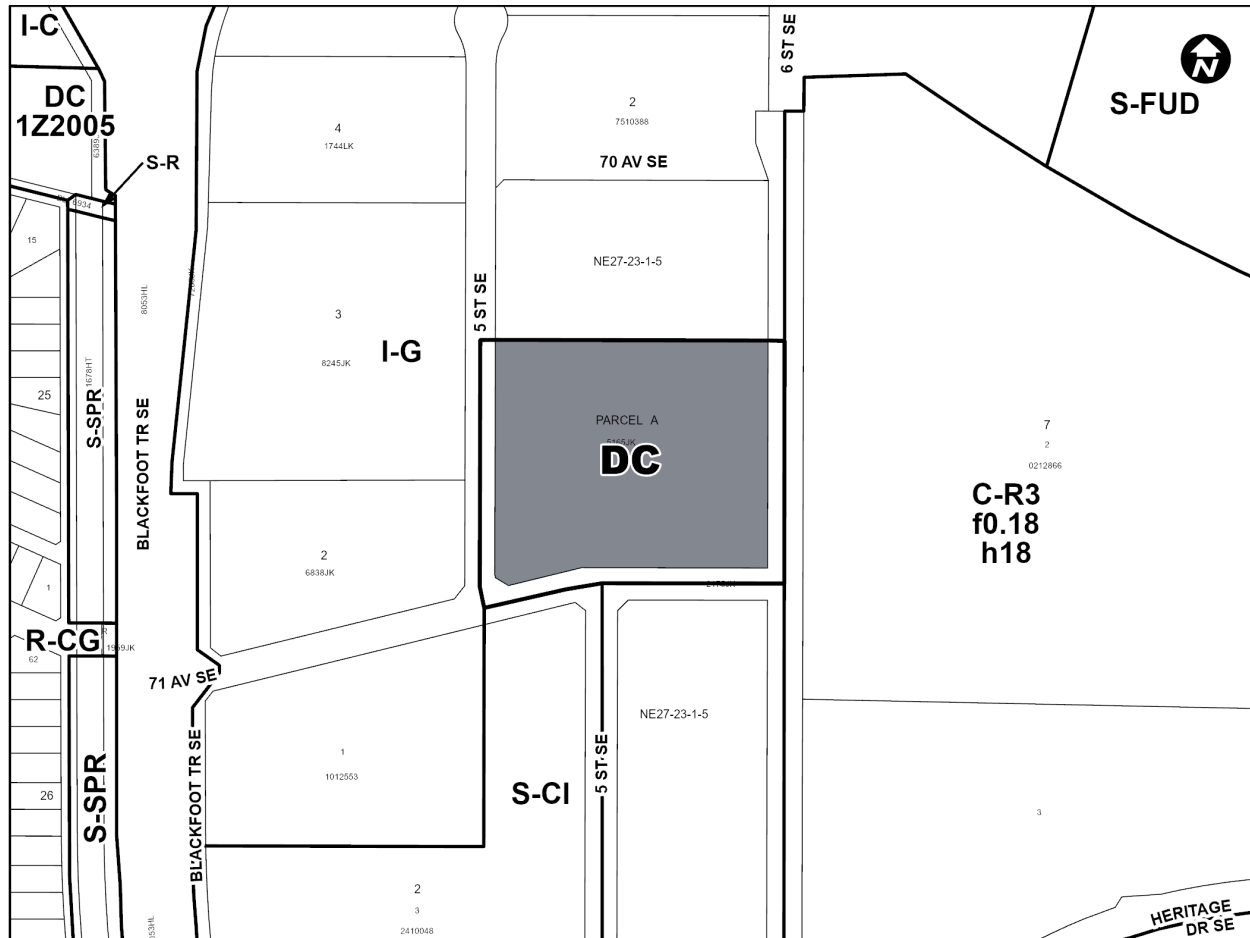 I-C
6 ST SE
N
DC
1Z2005
S-FUD
2
7510388
4
1744LK
70 AV SE
S-R
6934
15
NE27-23-1-5
8053HL
5 ST SE
3
8245JK
I-G
1678HT
25
S-SPR
BLACKFOOT TR SE
PARCEL A
5165JK
DC
7
2
0212866
C-R3
f0.18
h18
2
6838JK
1
R-CG
1959JK
62
71 AV SE
NE27-23-1-5
1
1012553
5 ST SE
S-CI
26
S-SPR
BLACKFOOT TR SE
3
2
3
2410048
HERITAGE
DR SE